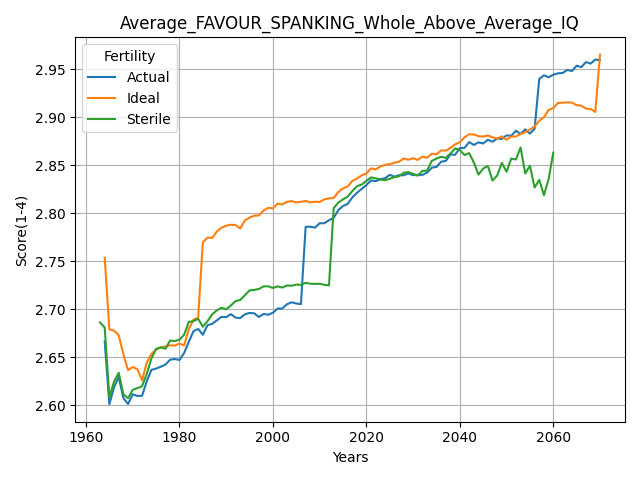 Average_FAVOUR_SPANKING_Whole_Above_Average_IQ
Fertility
Actual
Ideal
Sterile
Score(1-4)
2.95
2.90
2.85
2.80
2.75
2.70
2.65
2.60
1960
1980
2000
2020
2040
2060
Years